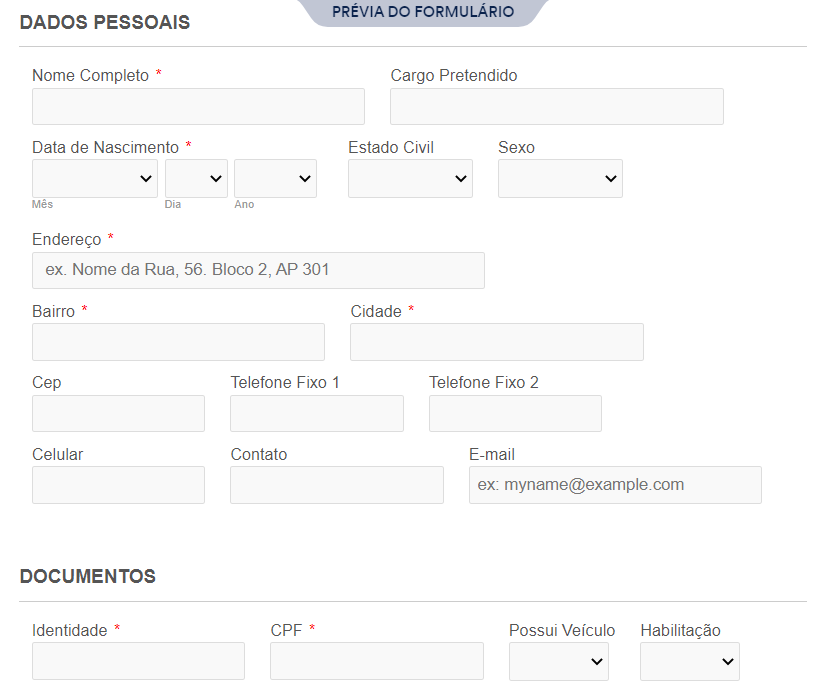 PRÉVIA DO FORMULÁRIO
DADOS PESSOAIS
Nome Completo * Cargo Pretendido
Data de Nascimento * Estado Civil Sexo
Mês Dia Ano
Endereço *
ex. Nome da Rua, 56. Bloco 2, AP 301
Bairro * Cidade *
Cep Telefone Fixo 1 Telefone Fixo 2
Celular Contato E-mail
ex: myname@example.com
DOCUMENTOS
Identidade * CPF * Possui Veículo Habilitação